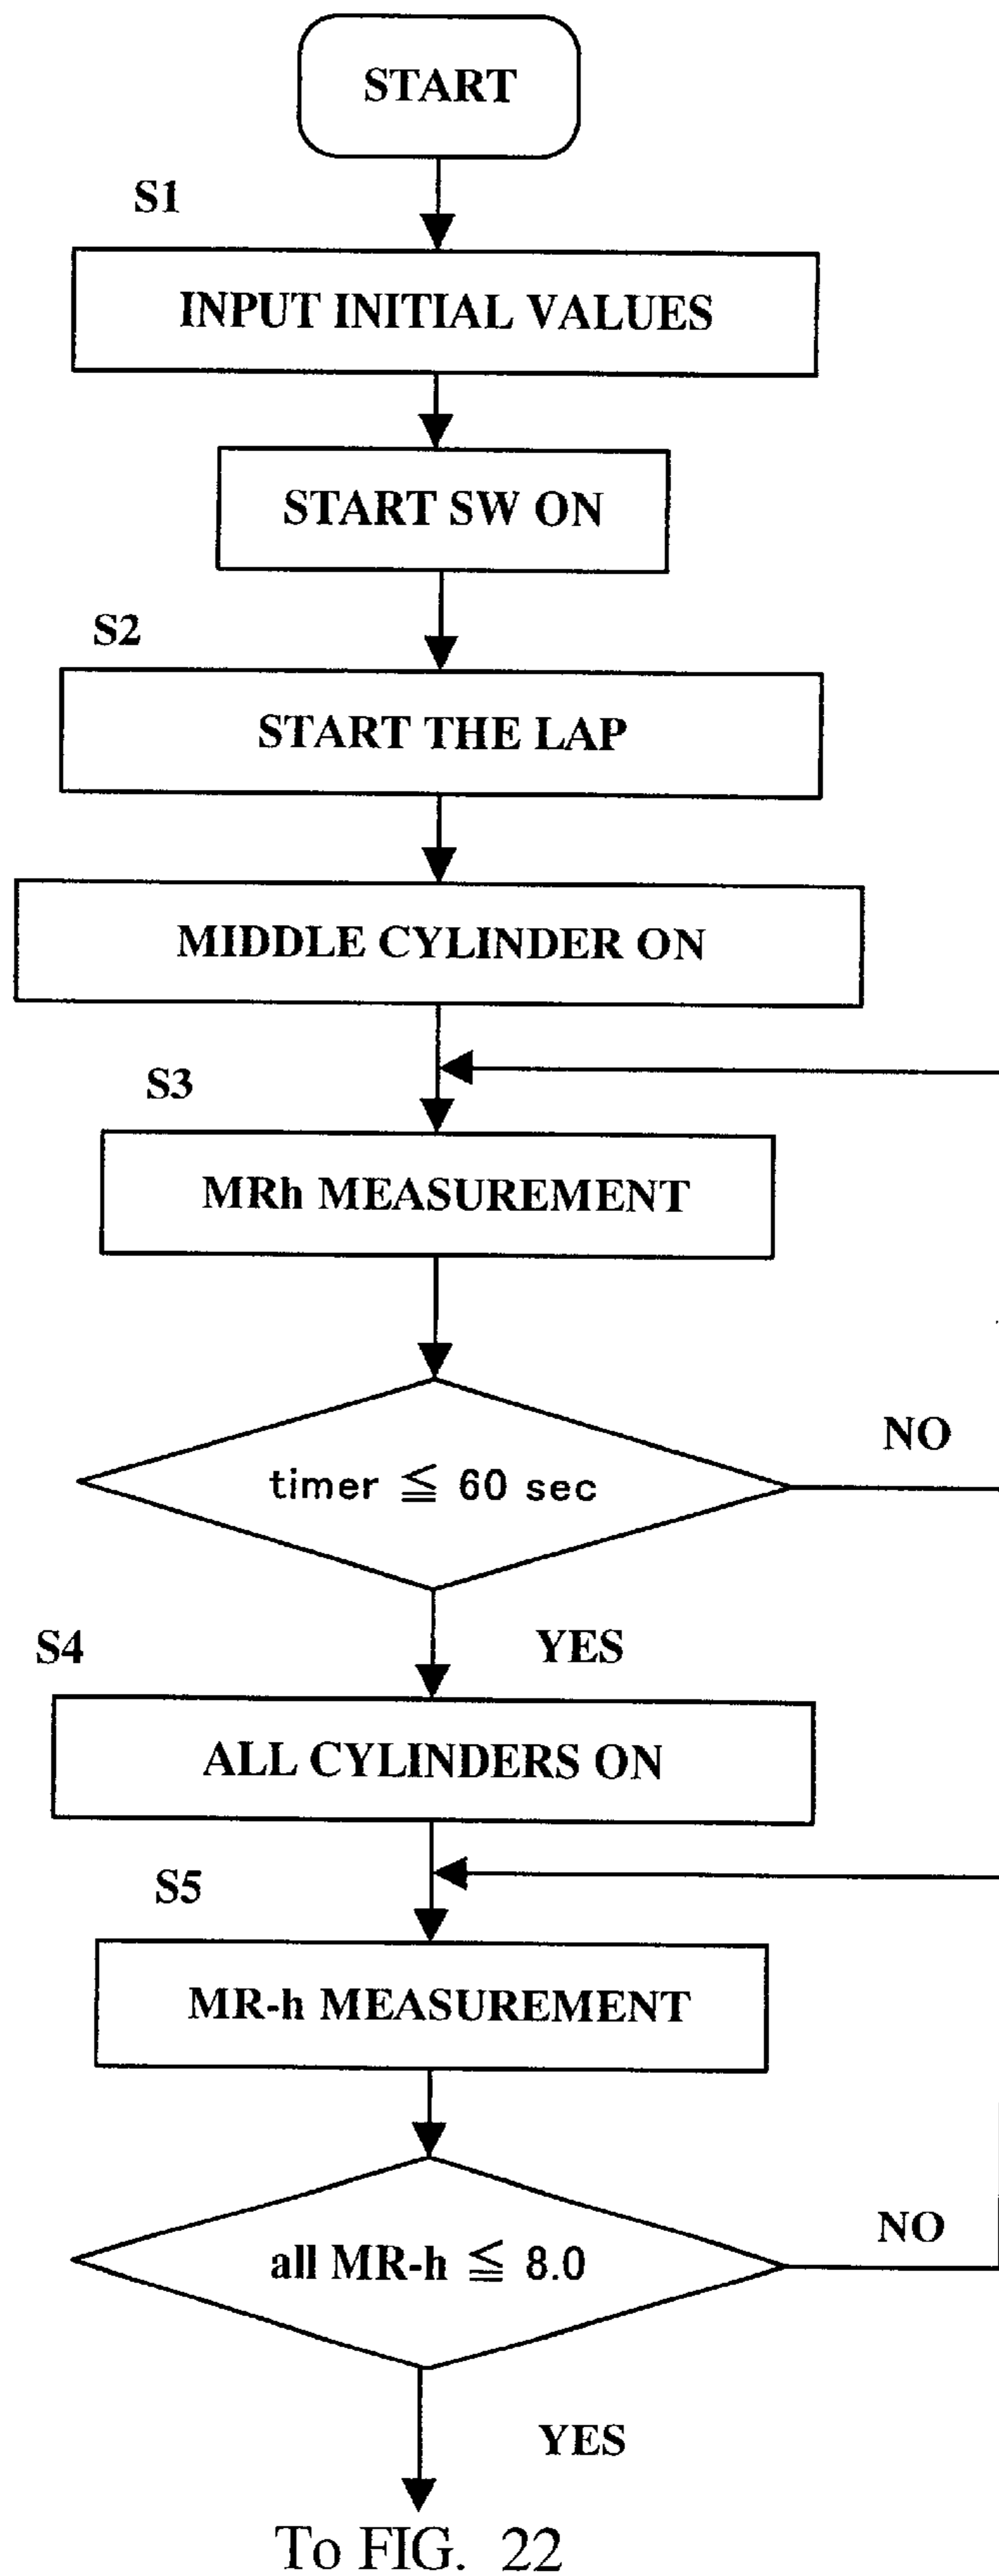 START
S1
INPUT INITIAL VALUES
START SW ON
S2
START THE LAP
MIDDLE CYLINDER ON
S3
MRh MEASUREMENT
timer ≦ 60 sec
NO
YES
S4
ALL CYLINDERS ON
S5
MR-h MEASUREMENT
all MR-h ≦ 8.0
NO
YES
To FIG. 22